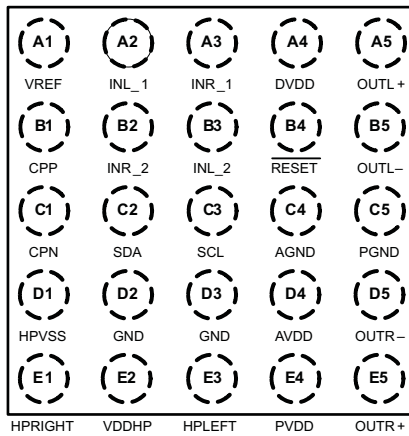 A1 A2 A3 A4 A5
VREF INL_1 INR_1 DVDD OUTL+
B1 B2 B3 B4 B5
CPP INR_2 INL_2 RESET OUTL–
C1 C2 C3 C4 C5
CPN SDA SCL AGND PGND
D1 D2 D3 D4 D5
HPVSS GND GND AVDD OUTR–
E1 E2 E3 E4 E5
HPRIGHT VDDHP HPLEFT PVDD OUTR+